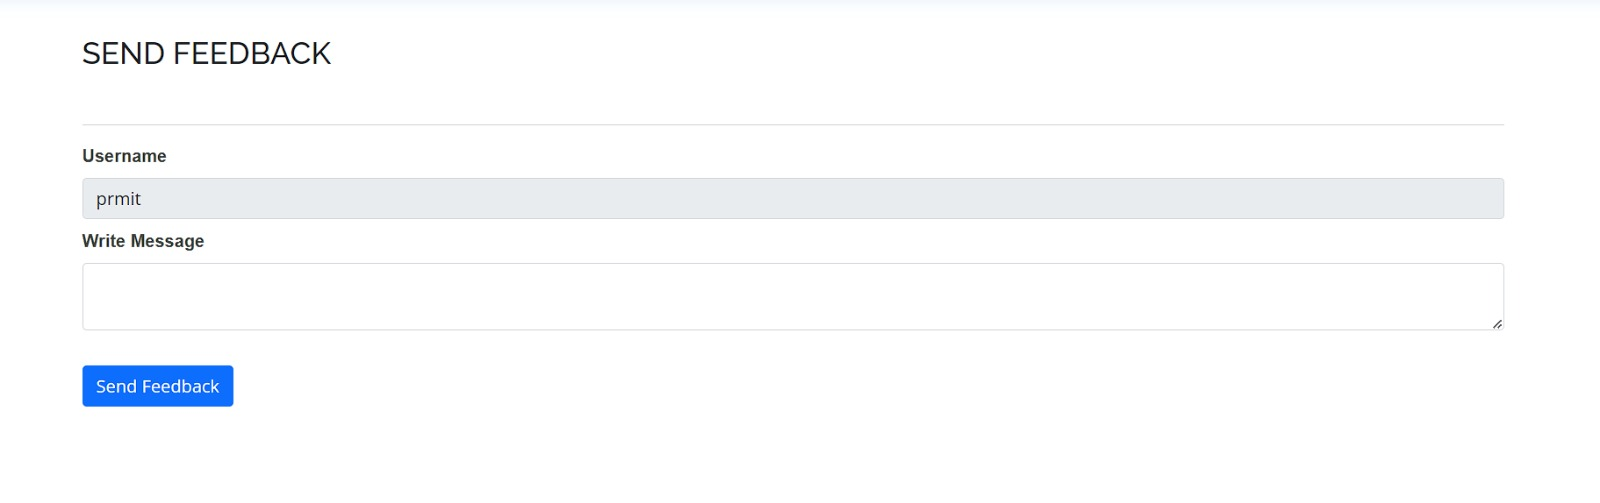 SEND FEEDBACK
Username
prmit
Write Message
Send Feedback